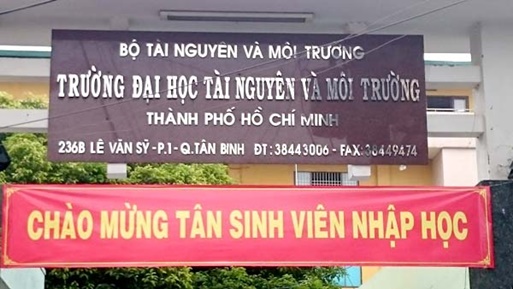 BỘ TÀI NGUYÊN VÀ MÔI TRƯỜNG
TRƯỜNG ĐẠI HỌC TÀI NGUYÊN VÀ MÔI TRƯỜNG
THÀNH PHỐ HỒ CHÍ MINH
236B LÊ VĂN SỸ - P.1 - Q.TÂN BÌNH ĐT: 38443006 - FAX: 38449474
CHÀO MỪNG TÂN SINH VIÊN NHẬP HỌC